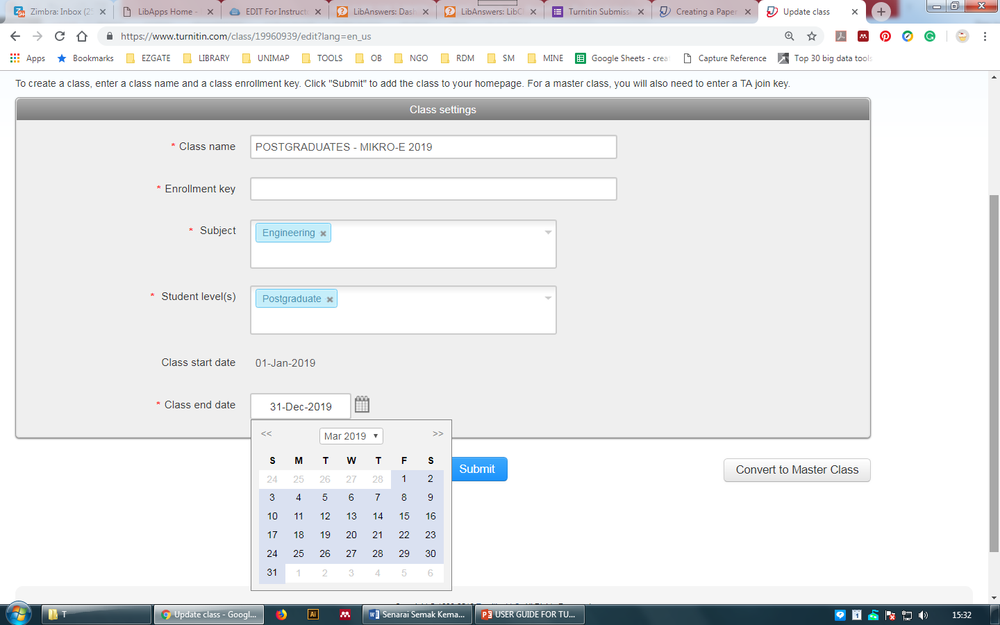 Zimbra: Inbox (2
LibApps Home -
EDIT For Instruct
LibAnswers: Das
LibAnswers: LibC
Turnitin Submiss
Creating a Paper
Update class
https://www.turnitin.com/class/19960939/edit?lang=en_us
Apps Bookmarks EZGATE LIBRARY UNIMAP TOOLS OB NGO RDM SM MINE Google Sheets - crea Capture Reference Top 30 big data tools
To create a class, enter a class name and a class enrollment key. Click "Submit" to add the class to your homepage. For a master class, you will also need to enter a TA join key.
Class settings
* Class name POSTGRADUATES - MIKRO-E 2019
* Enrollment key
* Subject Engineering
* Student level(s) Postgraduate
Class start date 01-Jan-2019
* Class end date 31-Dec-2019
<< Mar 2019 >>
S M T W T F S
24 25 26 27 28 1 2
3 4 5 6 7 8 9
10 11 12 13 14 15 16
17 18 19 20 21 22 23
24 25 26 27 28 29 30
31 1 2 3 4 5 6
Submit
Convert to Master Class
T
Update class - Googl...
Ai
Senarai Semak Kema...
USER GUIDE FOR TU...
1
15:32